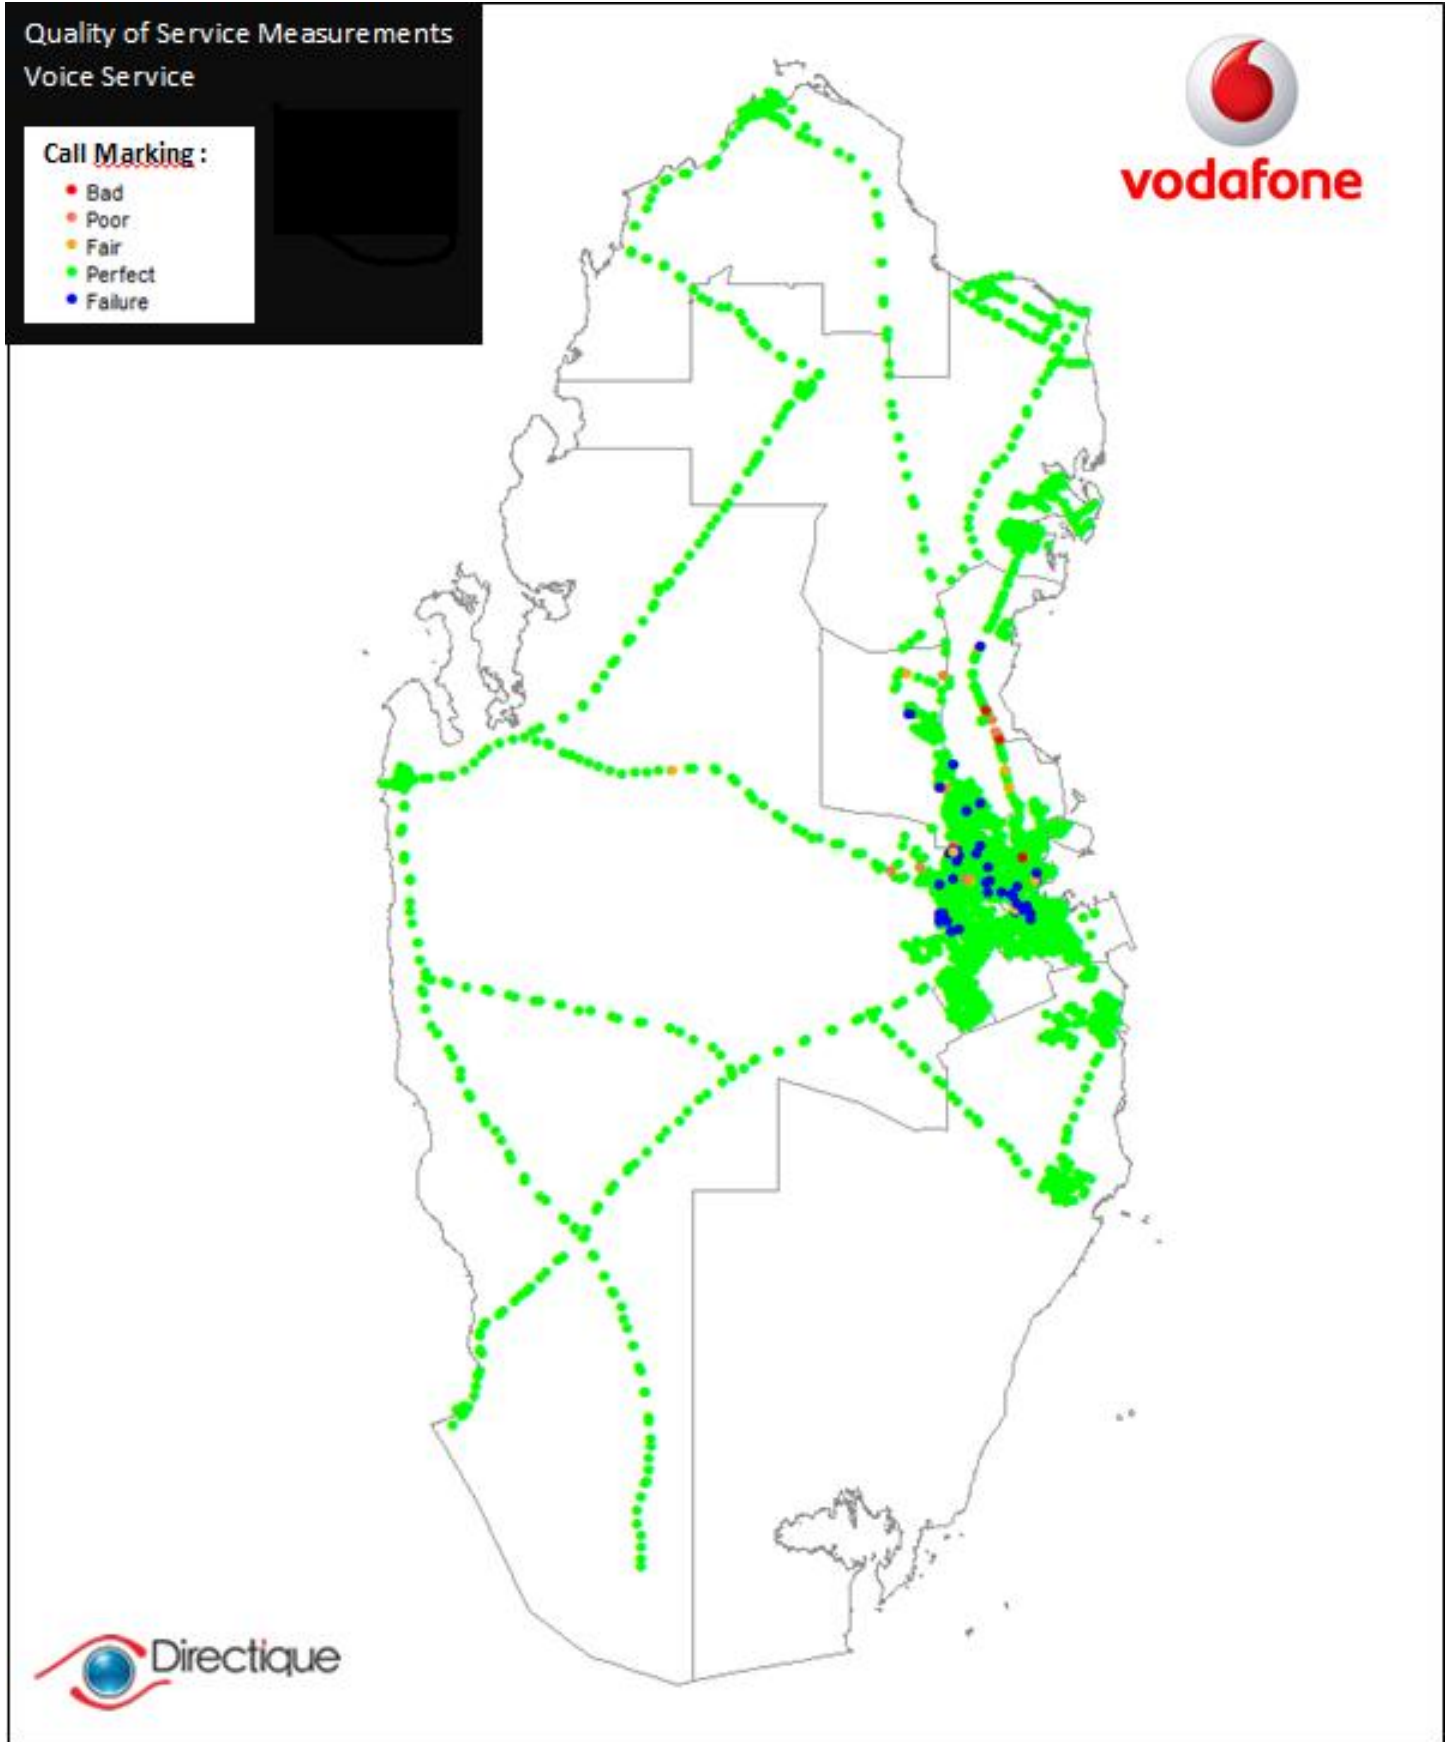 Quality of Service Measurements
Voice Service
Call Marking :
Bad
Poor
Fair
Perfect
Failure
vodafone
Directique